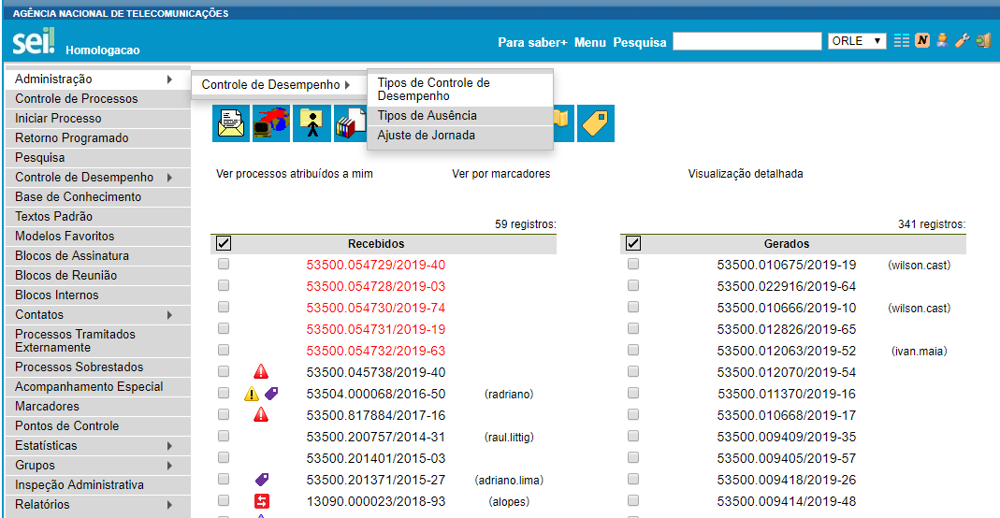 AGÊNCIA NACIONAL DE TELECOMUNICAÇÕES
sei! Homologacao
Para saber+ Menu Pesquisa ORLE
Administração
Controle de Processos
Iniciar Processo
Retorno Programado
Pesquisa
Controle de Desempenho
Base de Conhecimento
Textos Padrão
Modelos Favoritos
Blocos de Assinatura
Blocos de Reunião
Blocos Internos
Contatos
Processos Tramitados
Externamente
Processos Sobrestados
Acompanhamento Especial
Marcadores
Pontos de Controle
Estatísticas
Grupos
Inspeção Administrativa
Relatórios
Controle de Desempenho
Tipos de Controle de
Desempenho
Tipos de Ausência
Ajuste de Jornada
Ver processos atribuídos a mim
Ver por marcadores
Visualização detalhada
59 registros:
Recebidos
53500.054729/2019-40
53500.054728/2019-03
53500.054730/2019-74
53500.054731/2019-19
53500.054732/2019-63
53500.045738/2019-40
53504.000068/2016-50 (radriano)
53500.817884/2017-16
53500.200757/2014-31 (raul.littig)
53500.201401/2015-03
53500.201371/2015-27 (adriano.lima)
13090.000023/2018-93 (alopes)
341 registros:
Gerados
53500.010675/2019-19 (wilson.cast)
53500.022916/2019-64
53500.010666/2019-10 (wilson.cast)
53500.012826/2019-65
53500.012063/2019-52 (ivan.maia)
53500.012070/2019-54
53500.011370/2019-16
53500.010668/2019-17
53500.009409/2019-35
53500.009405/2019-57
53500.009418/2019-26
53500.009414/2019-48